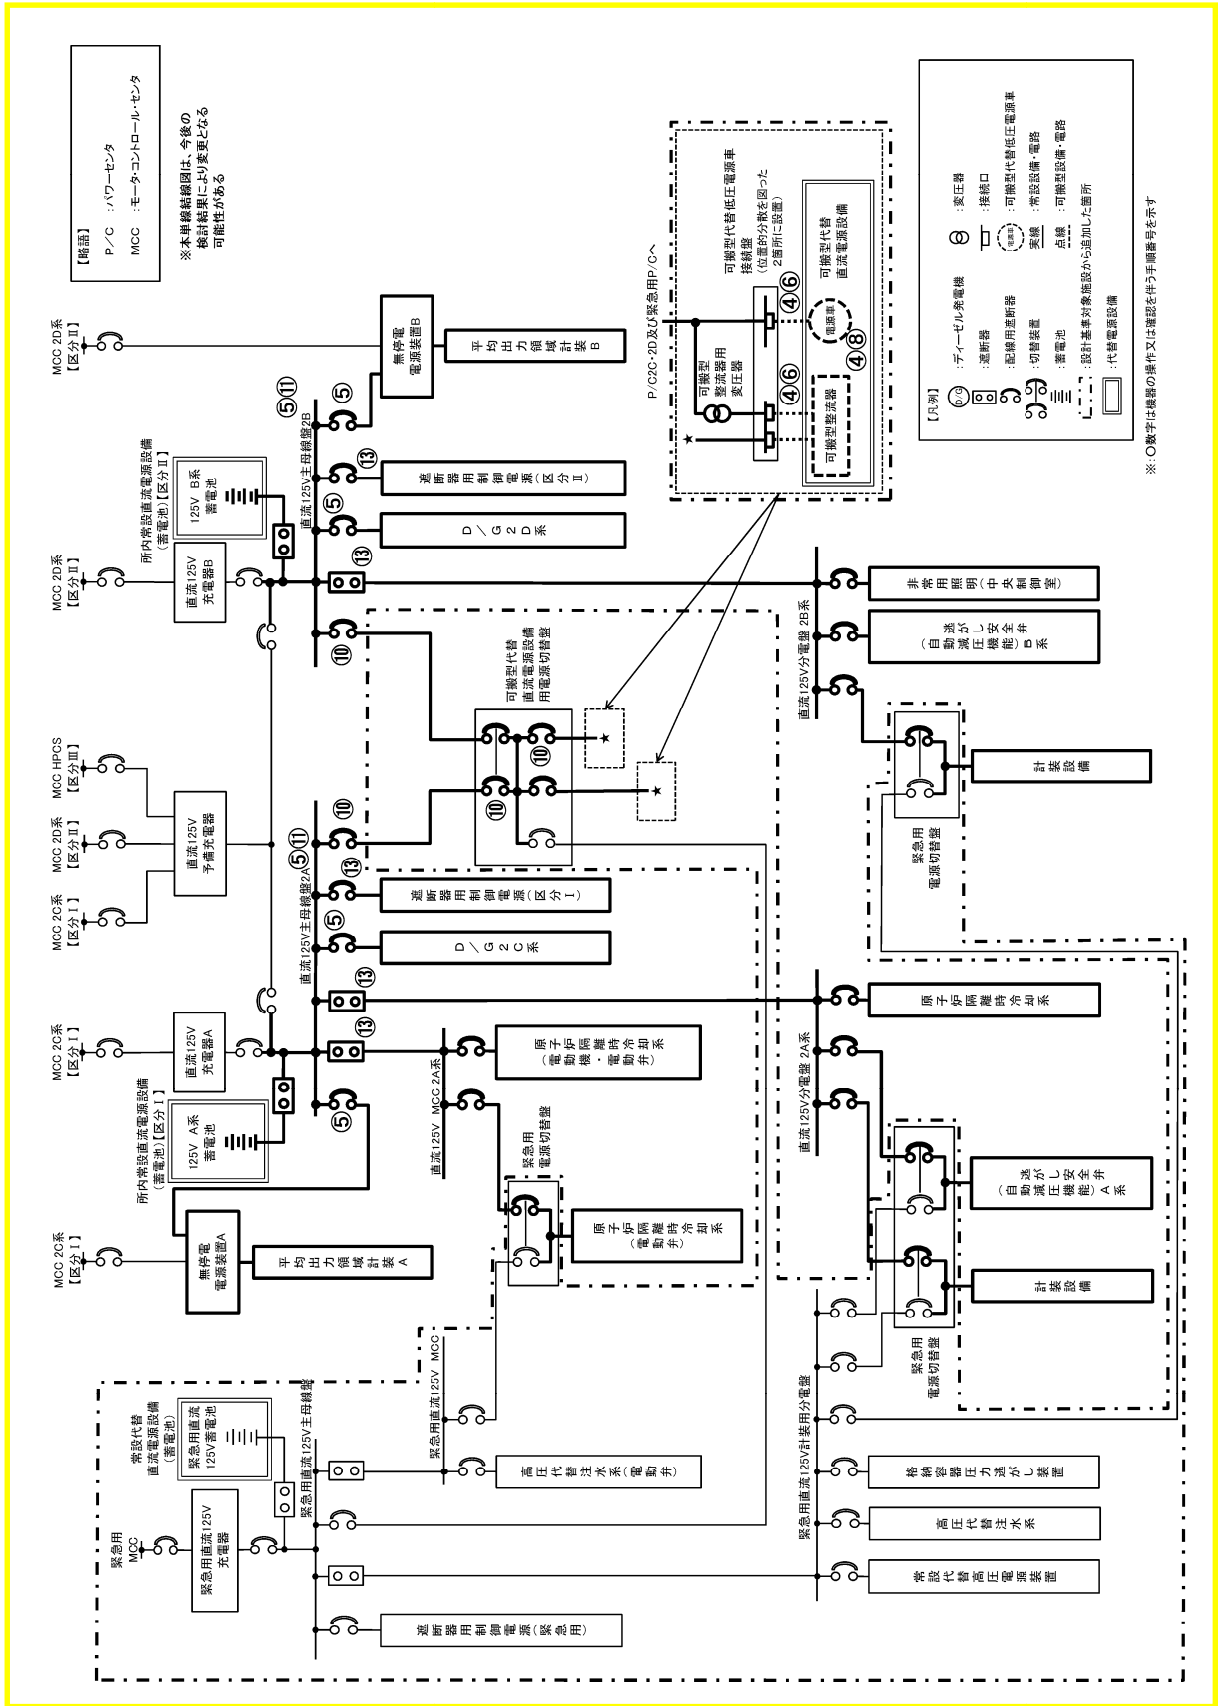 【略語】
P/C :パワーセンタ
MCC :モータ・コントロール・センタ
※本単線結線図は、今後の
検討結果により変更となる
可能性がある
MCC 2D系
【区分Ⅱ】
無停電
電源装置B
平均出力領域計装 B
⑤⑪
直流125V主母線盤2B
⑤
⑬
遮断器用制御電源(区分Ⅱ)
⑤
D/G2D系
⑬
⑩
所内常設直流電源設備
(蓄電池)【区分Ⅱ】
125V B系
蓄電池
MCC 2D系
【区分Ⅱ】
直流125V
充電器B
MCC HPCS
【区分Ⅲ】
MCC 2D系
【区分Ⅱ】
MCC 2C系
【区分Ⅰ】
直流125V
予備充電器
P/C2C・2D及び緊急用P/Cへ
可搬型代替低圧電源車
接続盤
(位置的分散を図った
2箇所に設置)
可搬型
整流器用
変圧器
④⑥
④⑥
可搬型代替
直流電源設備
電源車
④⑧
可搬型整流器
★
【凡例】
D/G :ディーゼル発電機
:遮断器
:配線用遮断器
:切替装置
:蓄電池
:設計基準対象施設から追加した箇所
:代替電源設備
:変圧器
:接続口
電源車 :可搬型代替低圧電源車
実線 :常設設備・電路
点線 :可搬型設備・電路
※:○数字は機器の操作又は確認を伴う手順番号を示す
可搬型代替
直流電源設備
用電源切替盤
⑩
⑩
★
★
直流125V分電盤 2B系
非常用照明(中央制御室)
逃がし安全弁
(自動減圧機能)B系
計装設備
緊急用
電源切替盤
⑤⑪
⑩
直流125V主母線盤2A
⑬
遮断器用制御電源(区分Ⅰ)
⑤
D/G2C系
⑬
⑬
⑤
MCC 2C系
【区分Ⅰ】
直流125V
充電器A
所内常設直流電源設備
(蓄電池)【区分Ⅰ】
125V A系
蓄電池
MCC 2C系
【区分Ⅰ】
無停電
電源装置A
平均出力領域計装 A
直流125V MCC 2A系
原子炉隔離時冷却系
(電動機・電動弁)
緊急用
電源切替盤
原子炉隔離時冷却系
(電動弁)
直流125V分電盤 2A系
原子炉隔離時冷却系
逃がし安全弁
(自動減圧機能)A系
計装設備
緊急用
電源切替盤
常設代替
直流電源設備
(蓄電池)
緊急用直流
125V蓄電池
緊急用
MCC
緊急用直流125V
充電器
緊急用直流125V主母線盤
緊急用直流125V MCC
高圧代替注水系(電動弁)
遮断器用制御電源(緊急用)
緊急用直流125V計装用分電盤
格納容器圧力逃がし装置
高圧代替注水系
常設代替高圧電源装置